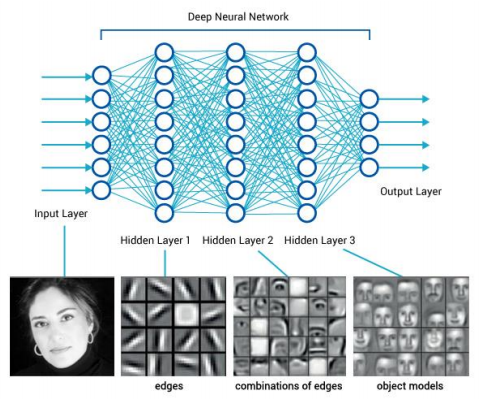 Deep Neural Network
Output Layer
Input Layer
Hidden Layer 1 Hidden Layer 2 Hidden Layer 3
edges combinations of edges object models